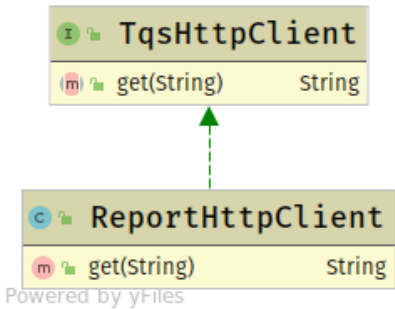 I TqsHttpClient
m get(String) String
C ReportHttpClient
m get(String) String
Powered by yFiles